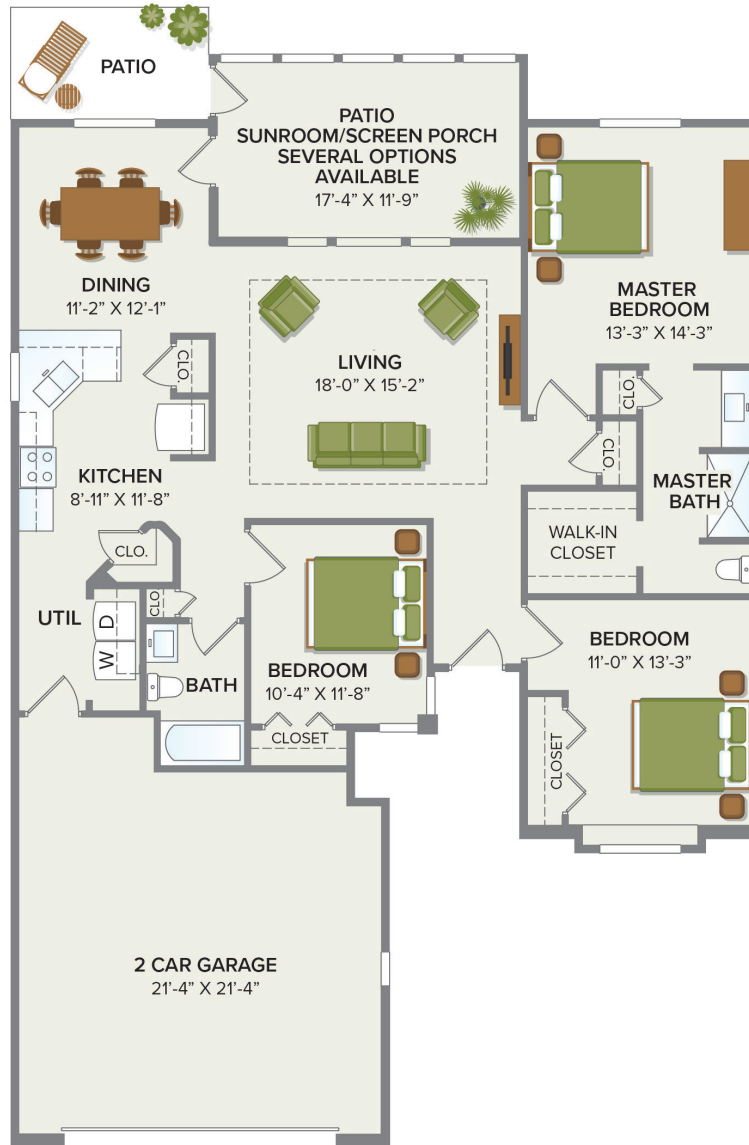 PATIO
PATIO
SUNROOM/SCREEN PORCH
SEVERAL OPTIONS
AVAILABLE
17'-4" X 11'-9"
DINING
11'-2" X 12'-1"
MASTER
BEDROOM
13'-3" X 14'-3"
CLO.
LIVING
18'-0" X 15'-2"
CLO.
CLO.
KITCHEN
8'-11" X 11'-8"
MASTER
BATH
CLO.
WALK-IN
CLOSET
UTIL
D
W
CLO
BATH
BEDROOM
10'-4" X 11'-8"
CLOSET
BEDROOM
11'-0" X 13'-3"
CLOSET
2 CAR GARAGE
21'-4" X 21'-4"